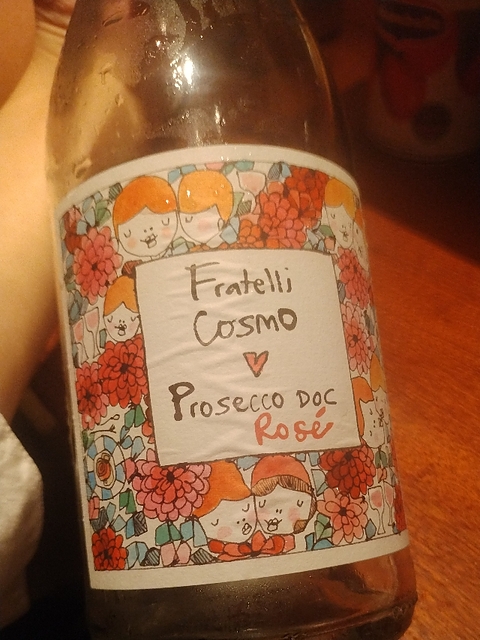 Fratelli
Cosmo
Prosecco DOC
Rosé